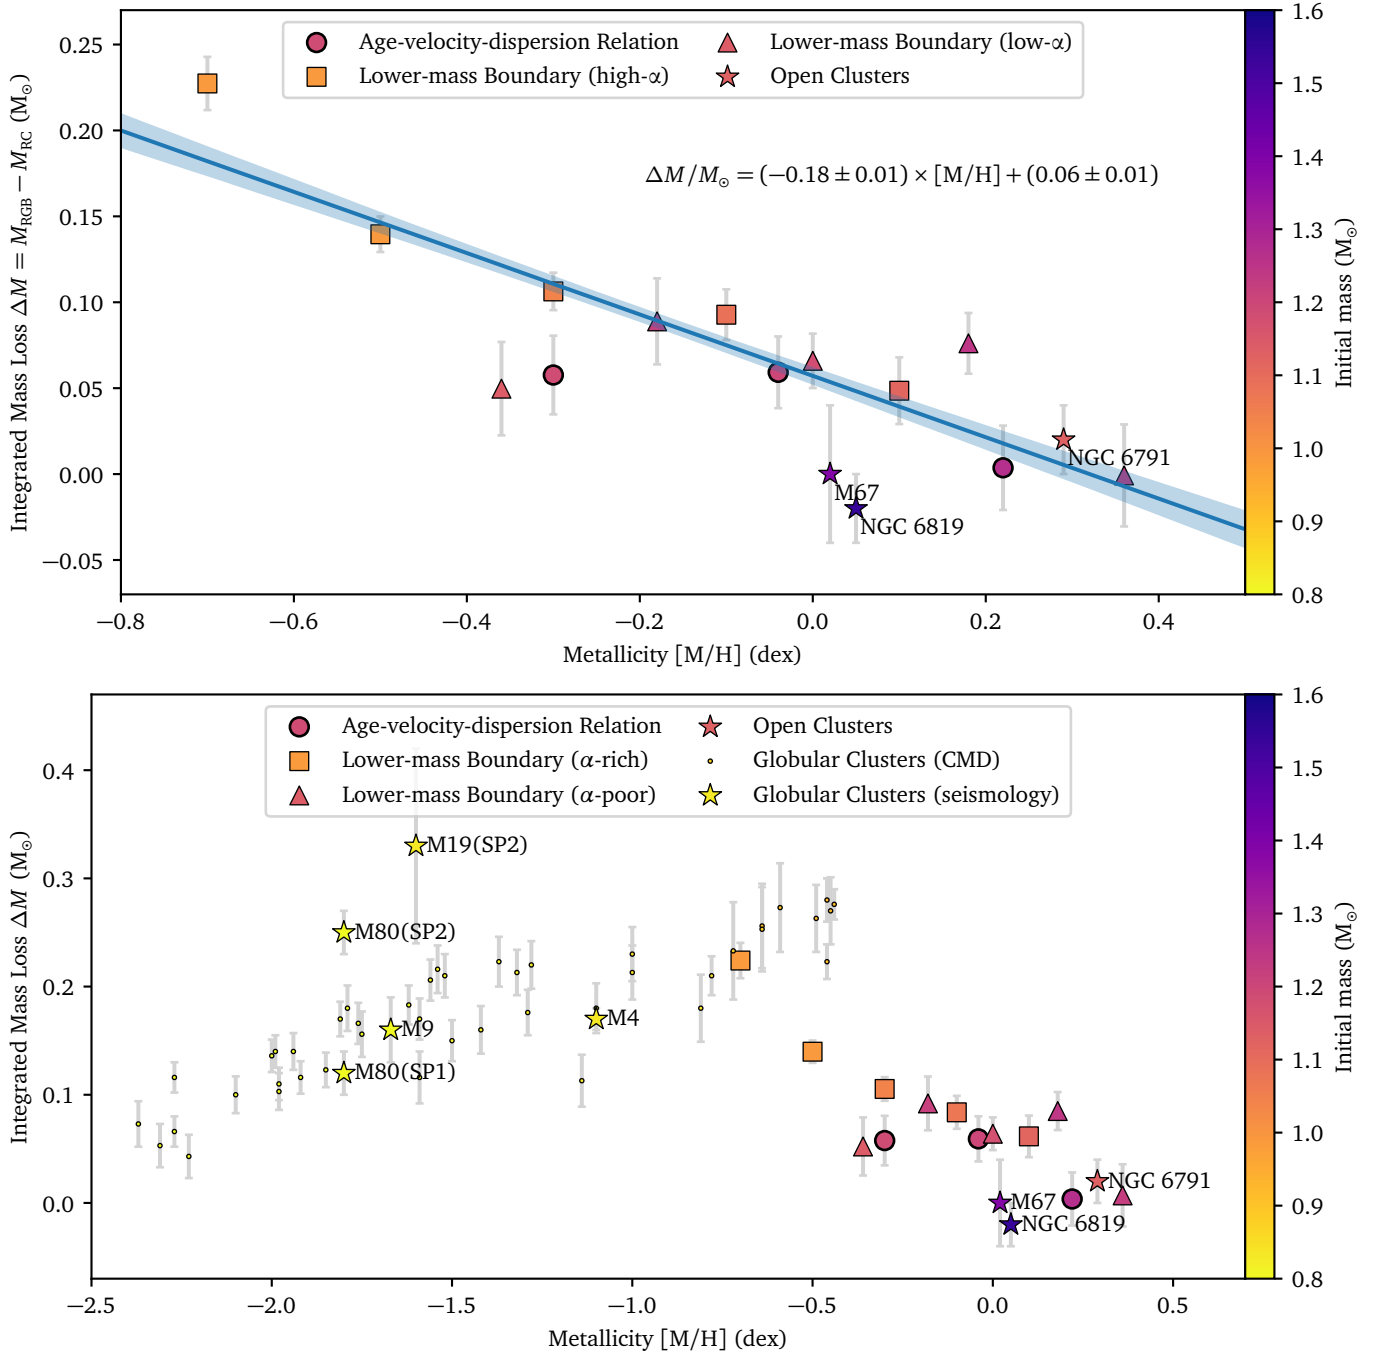 Integrated Mass Loss ΔM = M_RGB − M_RC (M⊙)
0.25
0.20
0.15
0.10
0.05
0.00
−0.05
Age-velocity-dispersion Relation
Lower-mass Boundary (high-α)
Lower-mass Boundary (low-α)
Open Clusters
ΔM/M⊙ = (−0.18 ± 0.01) × [M/H] + (0.06 ± 0.01)
NGC 6791
M67
NGC 6819
−0.8
−0.6
−0.4
−0.2
0.0
0.2
0.4
Metallicity [M/H] (dex)
1.6
1.5
1.4
1.3
1.2
1.1
1.0
0.9
0.8
Initial mass (M⊙)
Integrated Mass Loss ΔM (M⊙)
0.4
0.3
0.2
0.1
0.0
Age-velocity-dispersion Relation
Lower-mass Boundary (α-rich)
Lower-mass Boundary (α-poor)
Open Clusters
Globular Clusters (CMD)
Globular Clusters (seismology)
M19(SP2)
M80(SP2)
M9
M4
M80(SP1)
NGC 6791
M67
NGC 6819
−2.5
−2.0
−1.5
−1.0
−0.5
0.0
0.5
Metallicity [M/H] (dex)
1.6
1.5
1.4
1.3
1.2
1.1
1.0
0.9
0.8
Initial mass (M⊙)